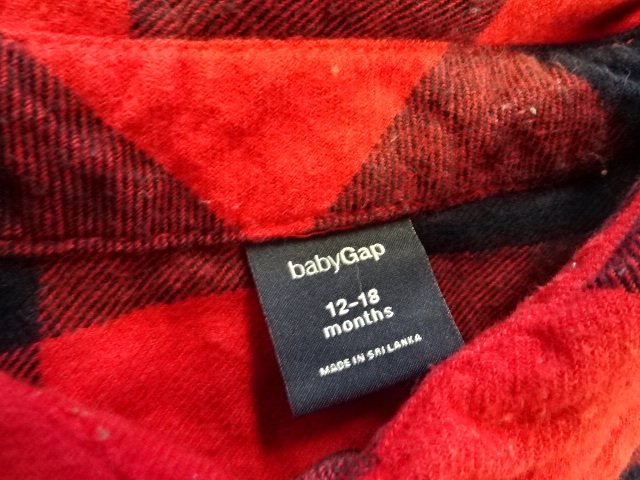 babyGap
12-18
months
MADE IN SRI LANKA